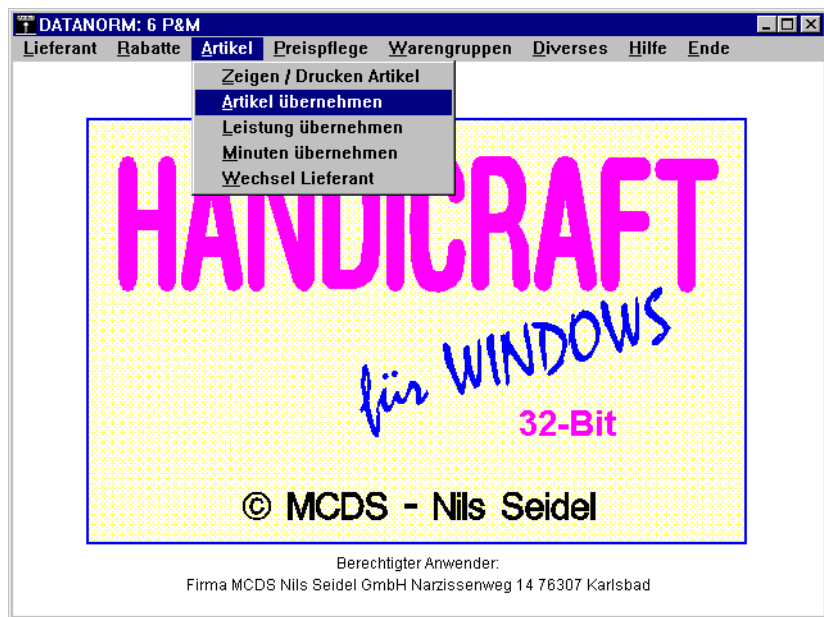 DATANORM: 6 P&M
Lieferant Rabatte Artikel Preispflege Warengruppen Diverses Hilfe Ende
Zeigen / Drucken Artikel
Artikel übernehmen
Leistung übernehmen
Minuten übernehmen
Wechsel Lieferant
HANDICRAFT
für WINDOWS
32-Bit
© MCDS - Nils Seidel
Berechtigter Anwender:
Firma MCDS Nils Seidel GmbH Narzissenweg 14 76307 Karlsbad